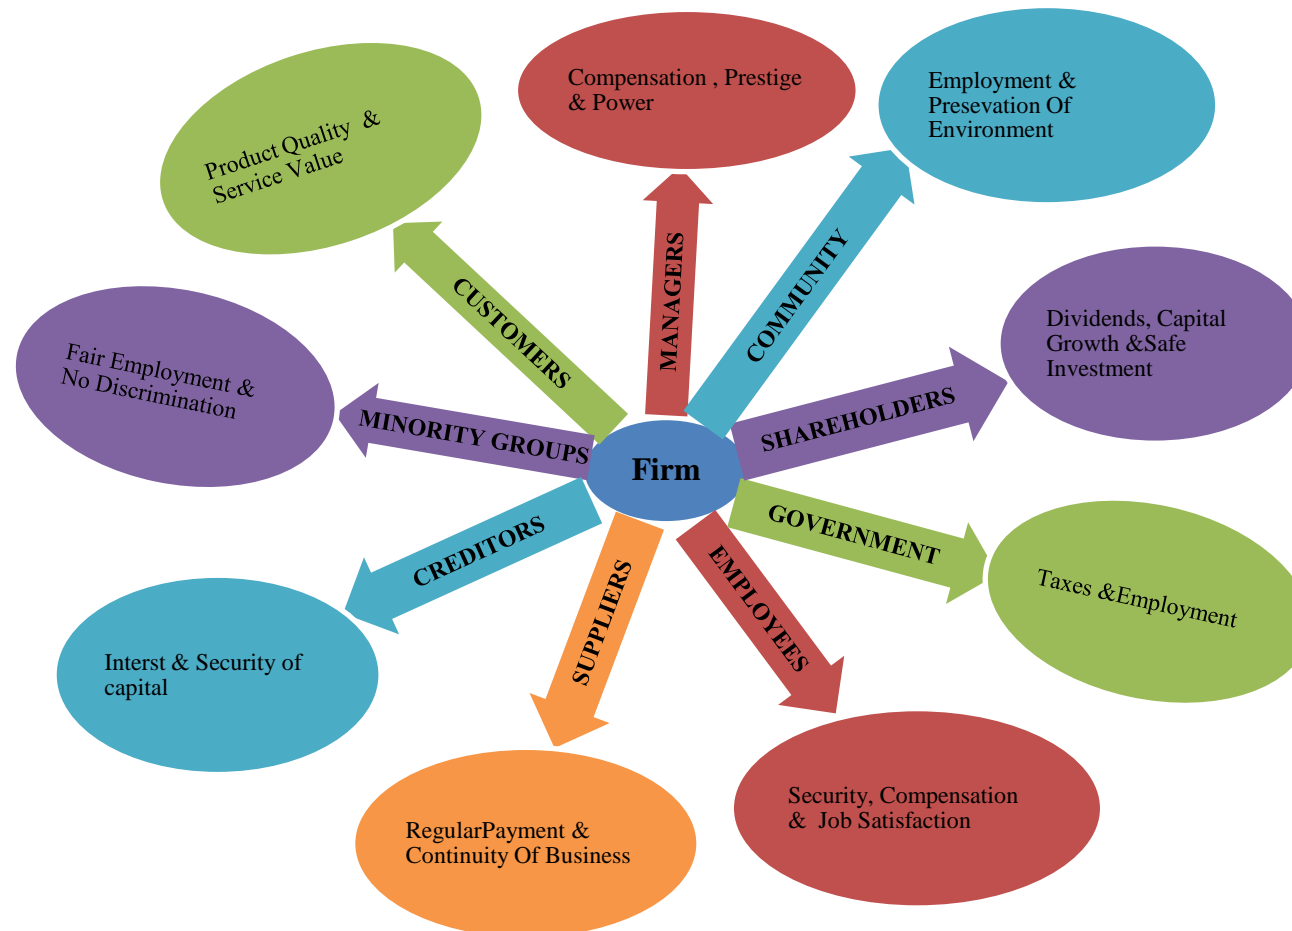 Compensation , Prestige
& Power
Employment &
Presevation Of
Environment
Product Quality  &
Service Value
MANAGERS
COMMUNITY
CUSTOMERS
Dividends, Capital
Growth &Safe
Investment
Fair Employment &
No Discrimination
SHAREHOLDERS
MINORITY GROUPS
Firm
GOVERNMENT
CREDITORS
EMPLOYEES
SUPPLIERS
Taxes &Employment
Interst & Security of
capital
Security, Compensation
&  Job Satisfaction
RegularPayment &
Continuity Of Business